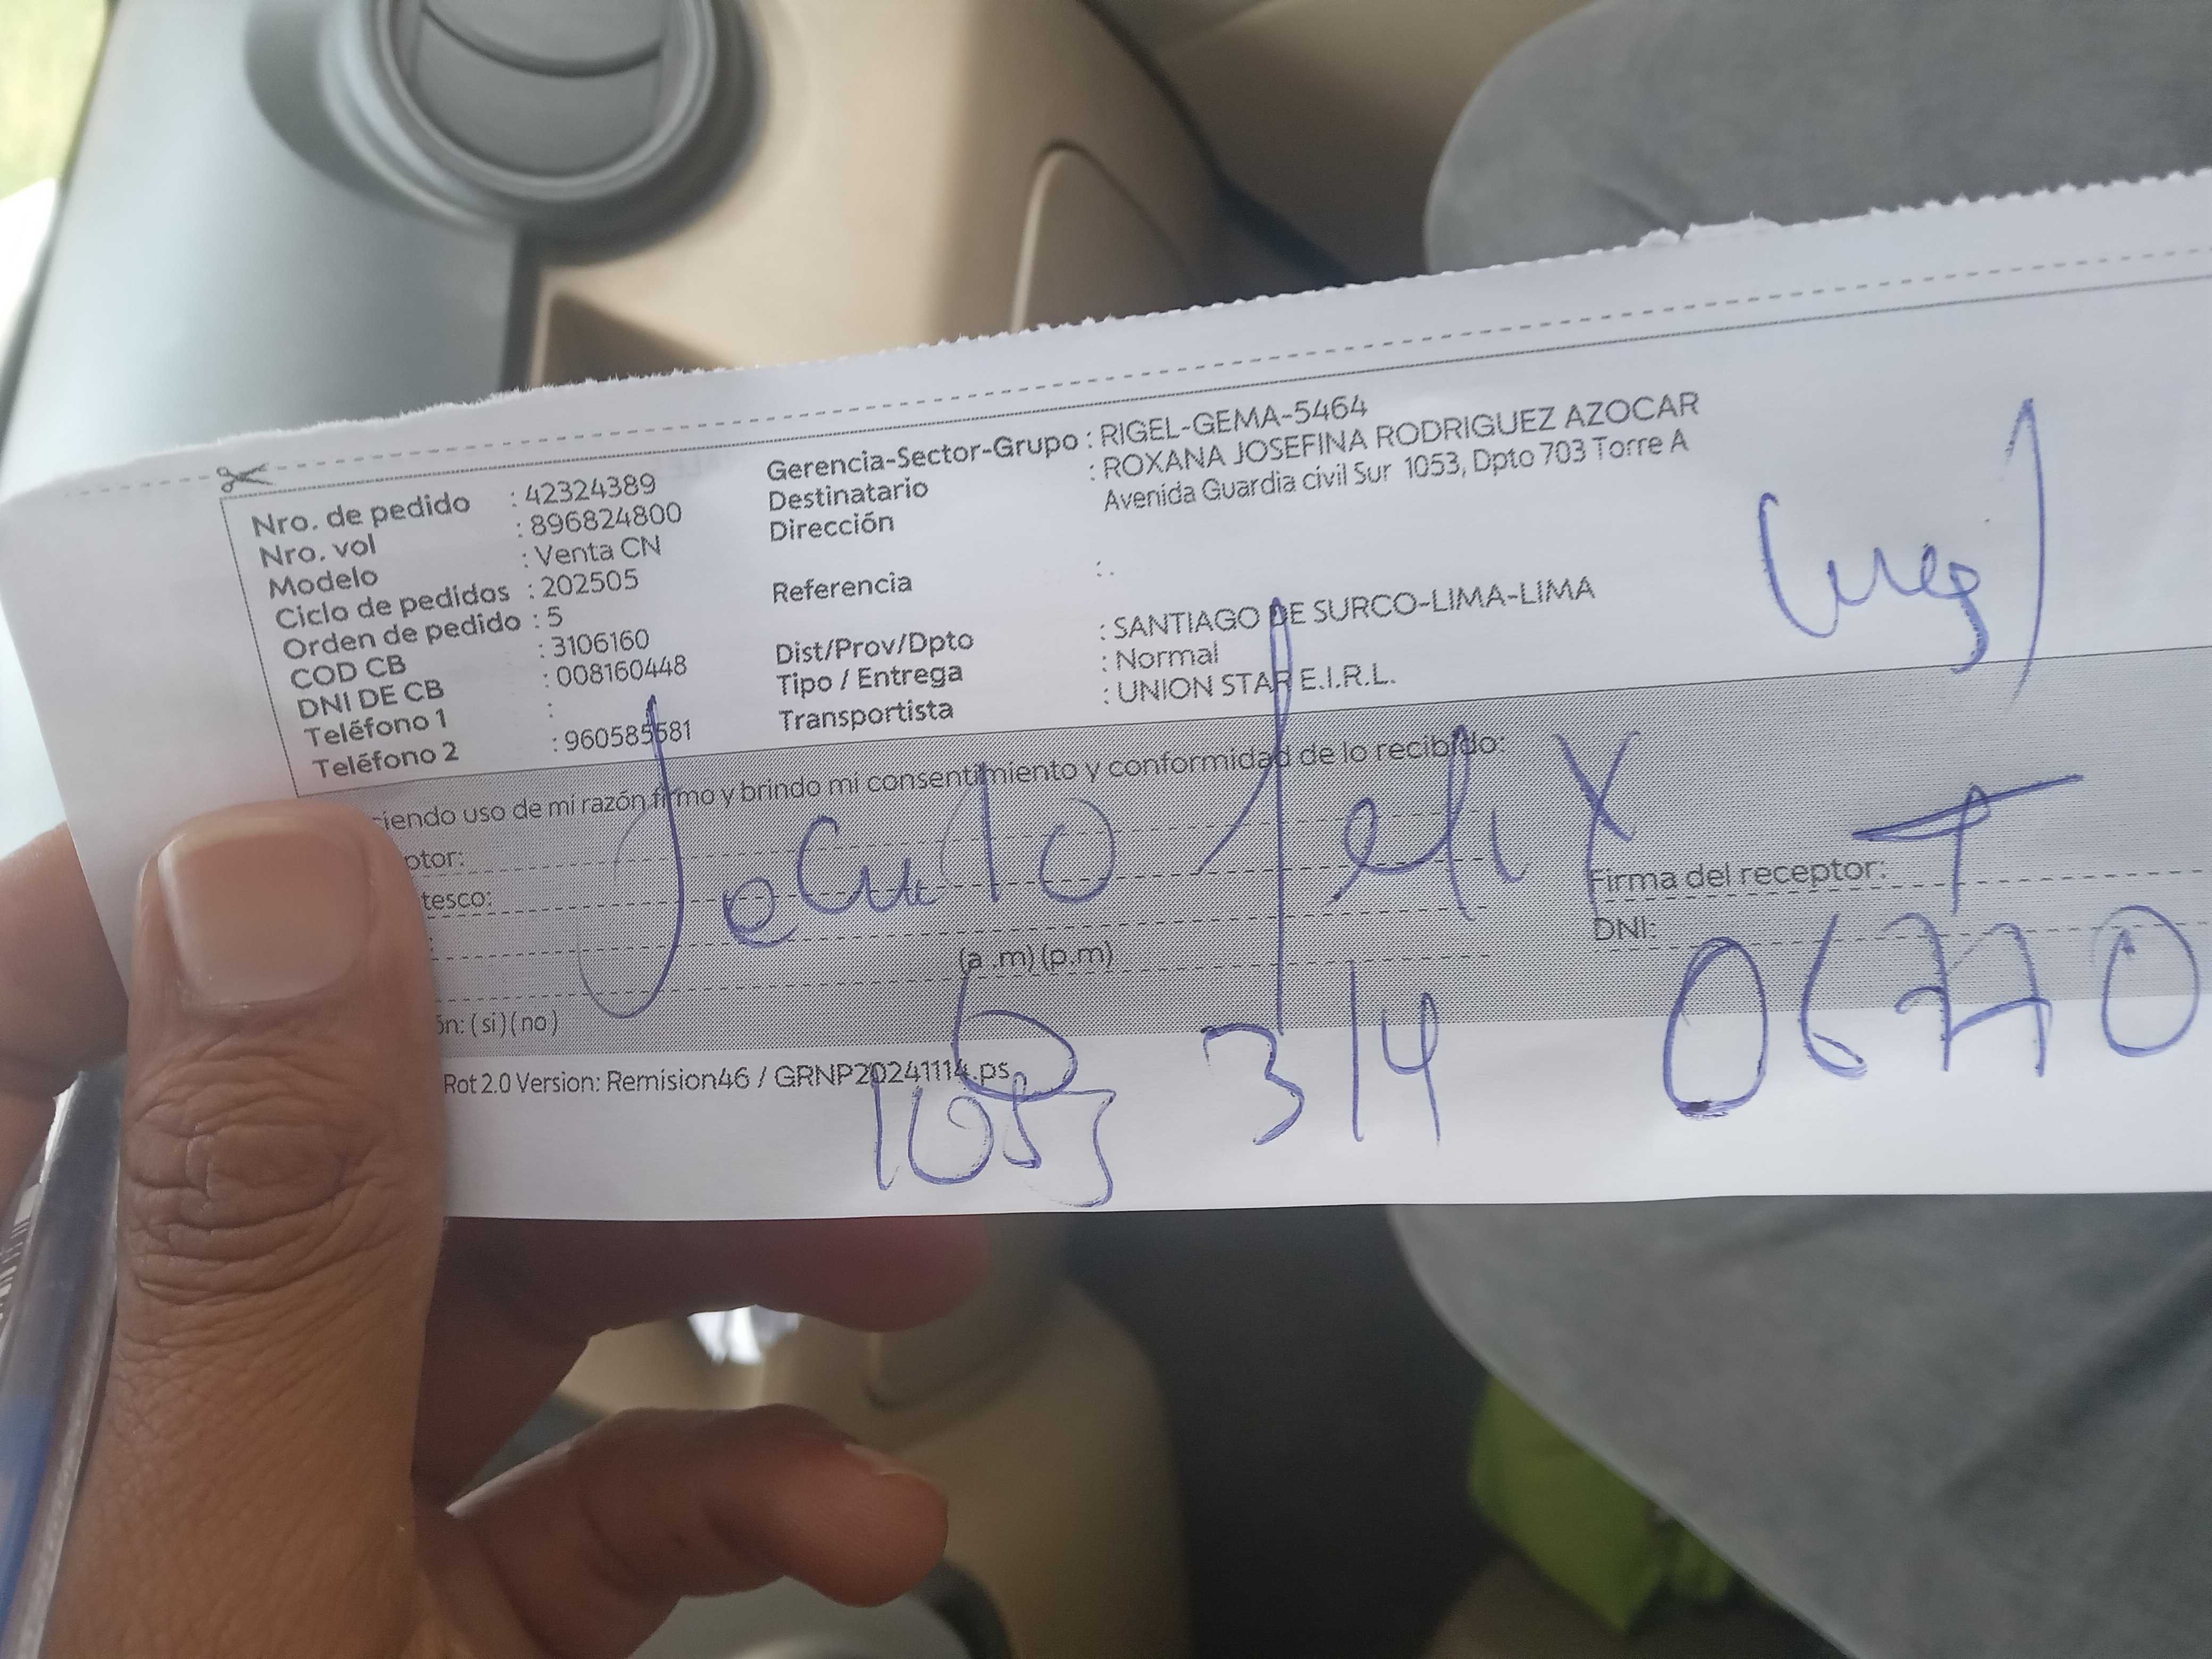 Nro. de pedido : 42324389
Nro. vol : 896824800
Modelo : Venta CN
Ciclo de pedidos : 202505
Orden de pedido : 5
COD CB : 3106160
DNI DE CB : 008160448
Teléfono 1 :
Teléfono 2 : 960585581
Gerencia-Sector-Grupo : RIGEL-GEMA-5464
Destinatario : ROXANA JOSEFINA RODRIGUEZ AZOCAR
Dirección Avenida Guardia civil Sur 1053, Dpto 703 Torre A
Referencia :.
Dist/Prov/Dpto : SANTIAGO DE SURCO-LIMA-LIMA
Tipo / Entrega : Normal
Transportista : UNION STAR E.I.R.L.
ciendo uso de mi razón firmo y brindo mi consentimiento y conformidad de lo recibido:
ptor:
tesco:
:
(a .m) (p.m)
ón: (si) (no)
Felix
Firma del receptor:
DNI:
314
06770
Rot 2.0 Version: Remision46 / GRNP20241114.ps
1053